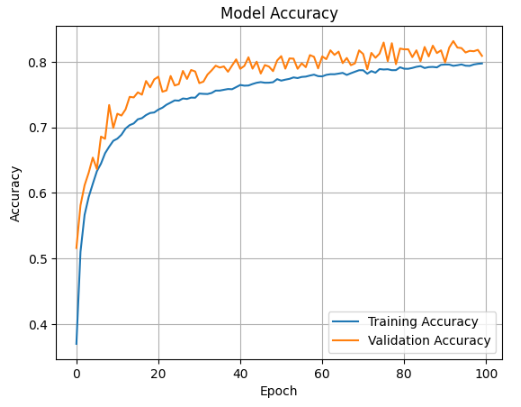 Model Accuracy
Accuracy
0.8
0.7
0.6
0.5
0.4
0 20 40 60 80 100
Epoch
Training Accuracy
Validation Accuracy